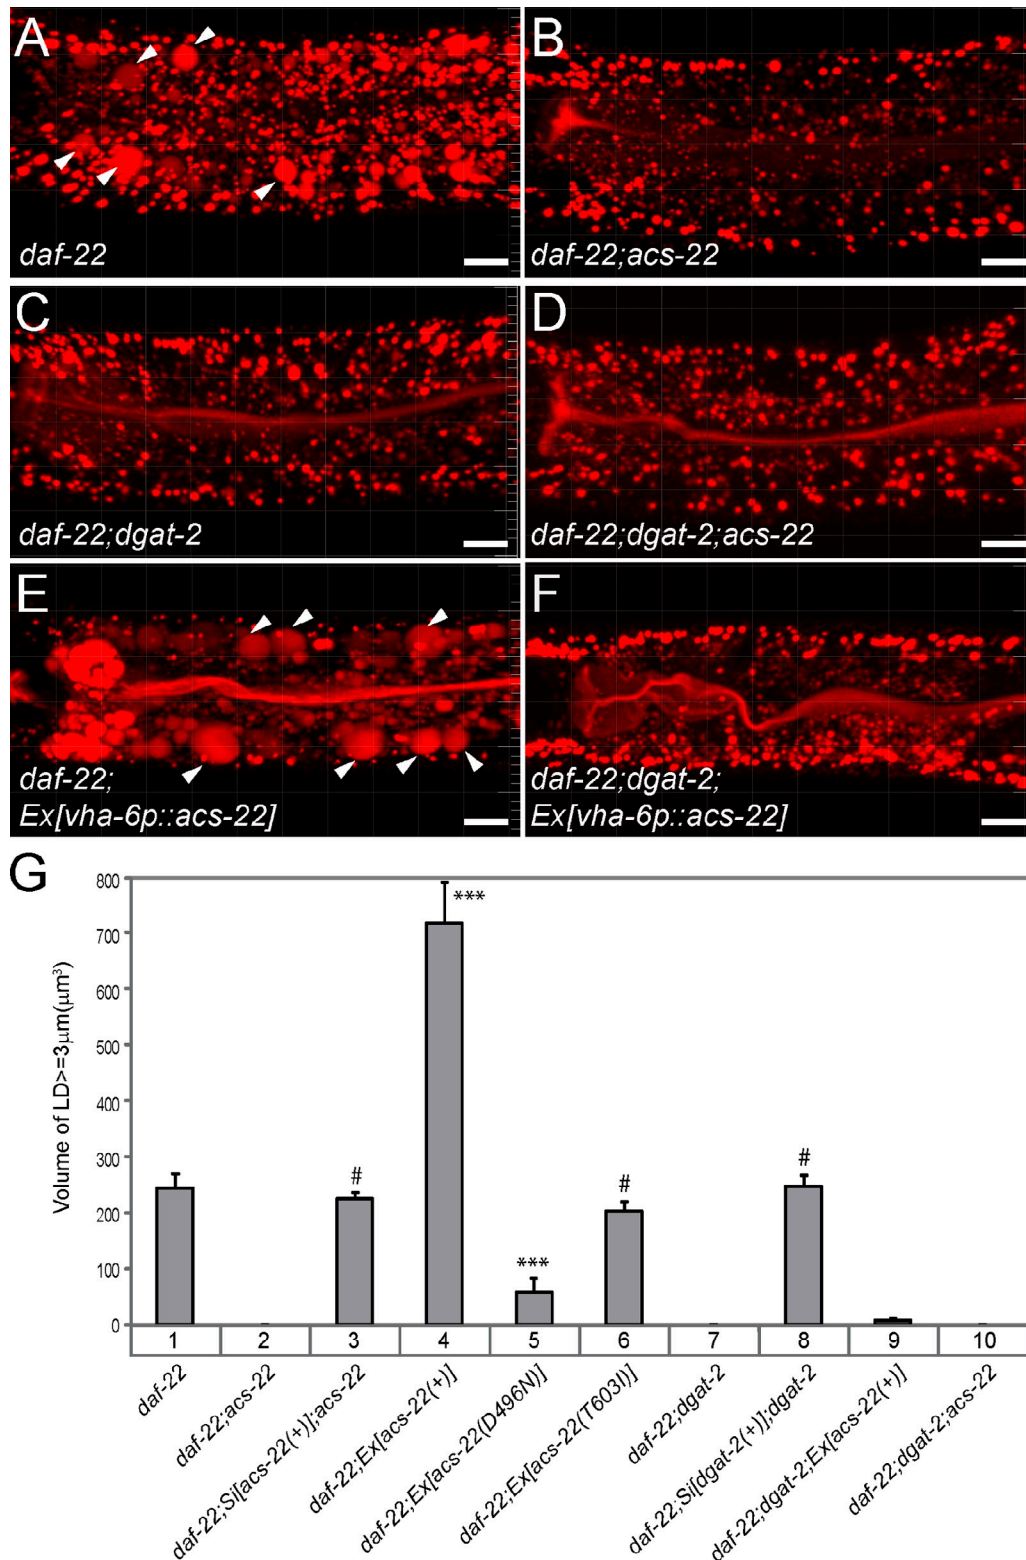 A
B
daf-22
daf-22;acs-22
C
D
daf-22;dgat-2
daf-22;dgat-2;acs-22
E
F
daf-22;
Ex[vha-6p::acs-22]
daf-22;dgat-2;
Ex[vha-6p::acs-22]
G
Volume of LD>=3μm(μm³)
800
700
600
500
400
300
200
100
0
***
#
***
#
#
1 2 3 4 5 6 7 8 9 10
daf-22
daf-22;acs-22
daf-22;Si[acs-22(+)];acs-22
daf-22;Ex[acs-22(+)]
daf-22;Ex[acs-22(D496N)]
daf-22;Ex[acs-22(T603I)]
daf-22;dgat-2
daf-22;Si[dgat-2(+)];dgat-2
daf-22;dgat-2;Ex[acs-22(+)]
daf-22;dgat-2;acs-22